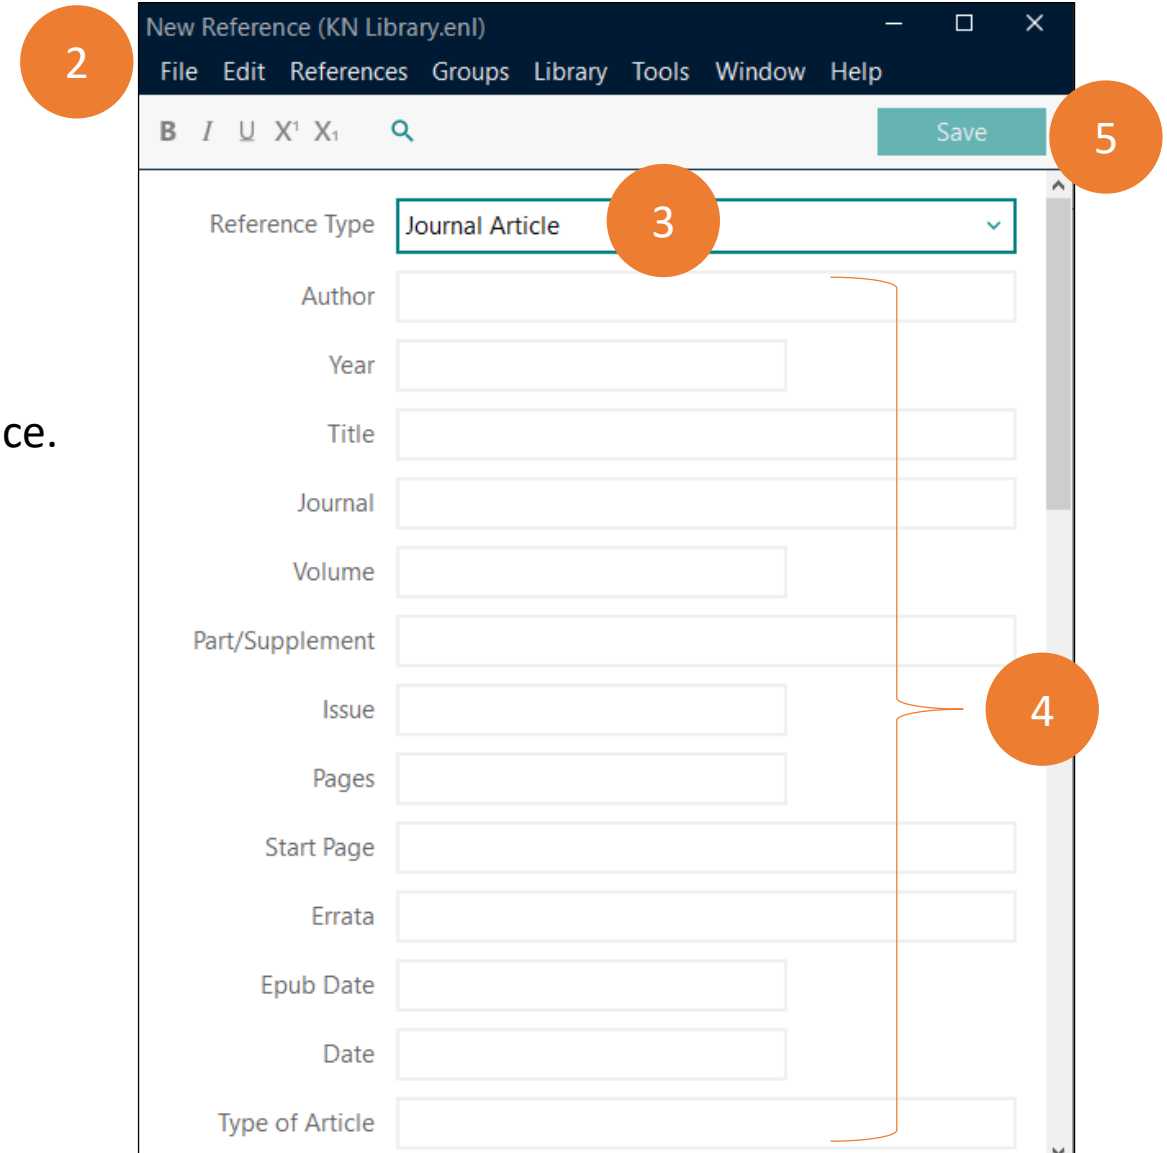 2
New Reference (KN Library.enl)
File Edit References Groups Library Tools Window Help
B I U X¹ X₁ Save 5
Reference Type Journal Article 3
Author
Year
ce.
Title
Journal
Volume
Part/Supplement
Issue
4
Pages
Start Page
Errata
Epub Date
Date
Type of Article